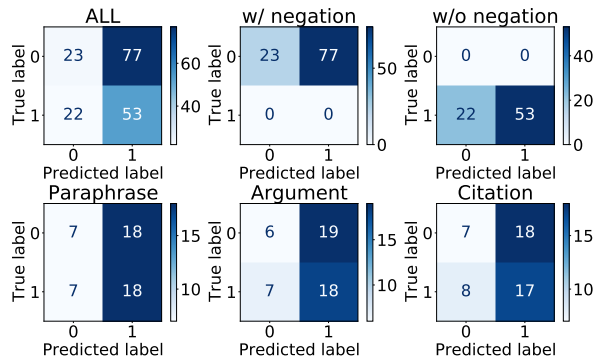 ALL
w/ negation
w/o negation
True label
0
1
23 77
22 53
60
40
0 1
Predicted label
True label
0
1
23 77
0 0
50
0
0 1
Predicted label
True label
0
1
0 0
22 53
40
20
0
0 1
Predicted label
Paraphrase
Argument
Citation
True label
0
1
7 18
7 18
15
10
0 1
Predicted label
True label
0
1
6 19
7 18
15
10
0 1
Predicted label
True label
0
1
7 18
8 17
15
10
0 1
Predicted label